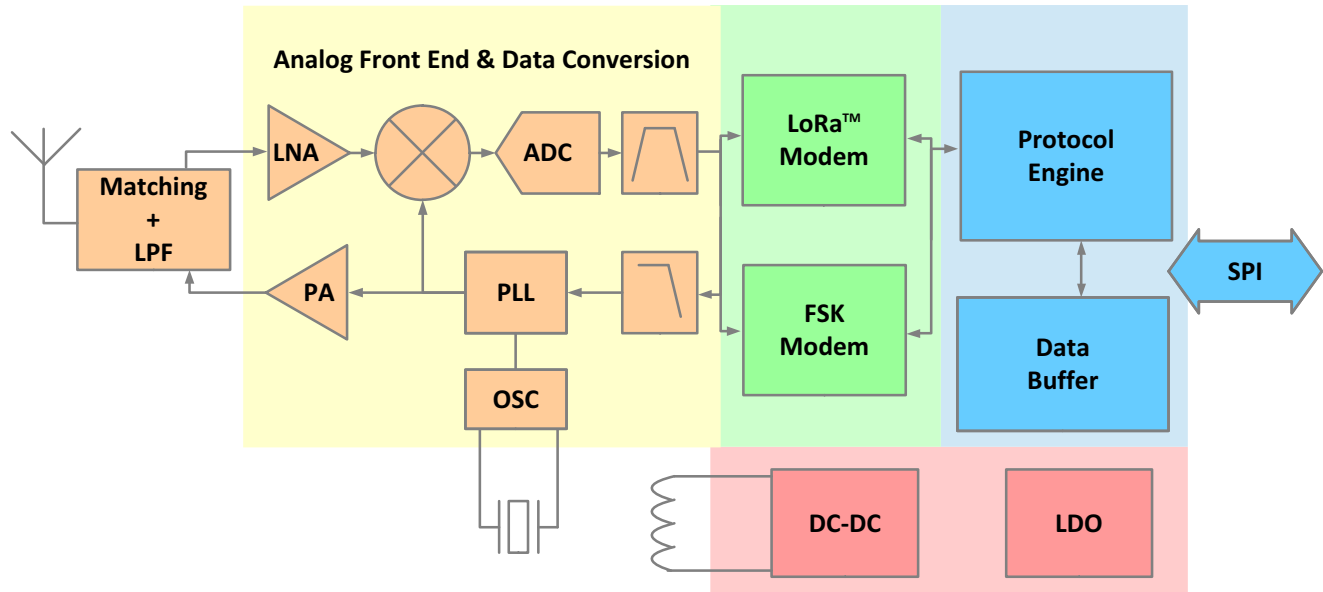 Analog Front End & Data Conversion
LNA
ADC
LoRa™
Modem
Protocol
Engine
Matching
+
LPF
PA
PLL
FSK
Modem
SPI
Data
Buffer
OSC
DC-DC
LDO